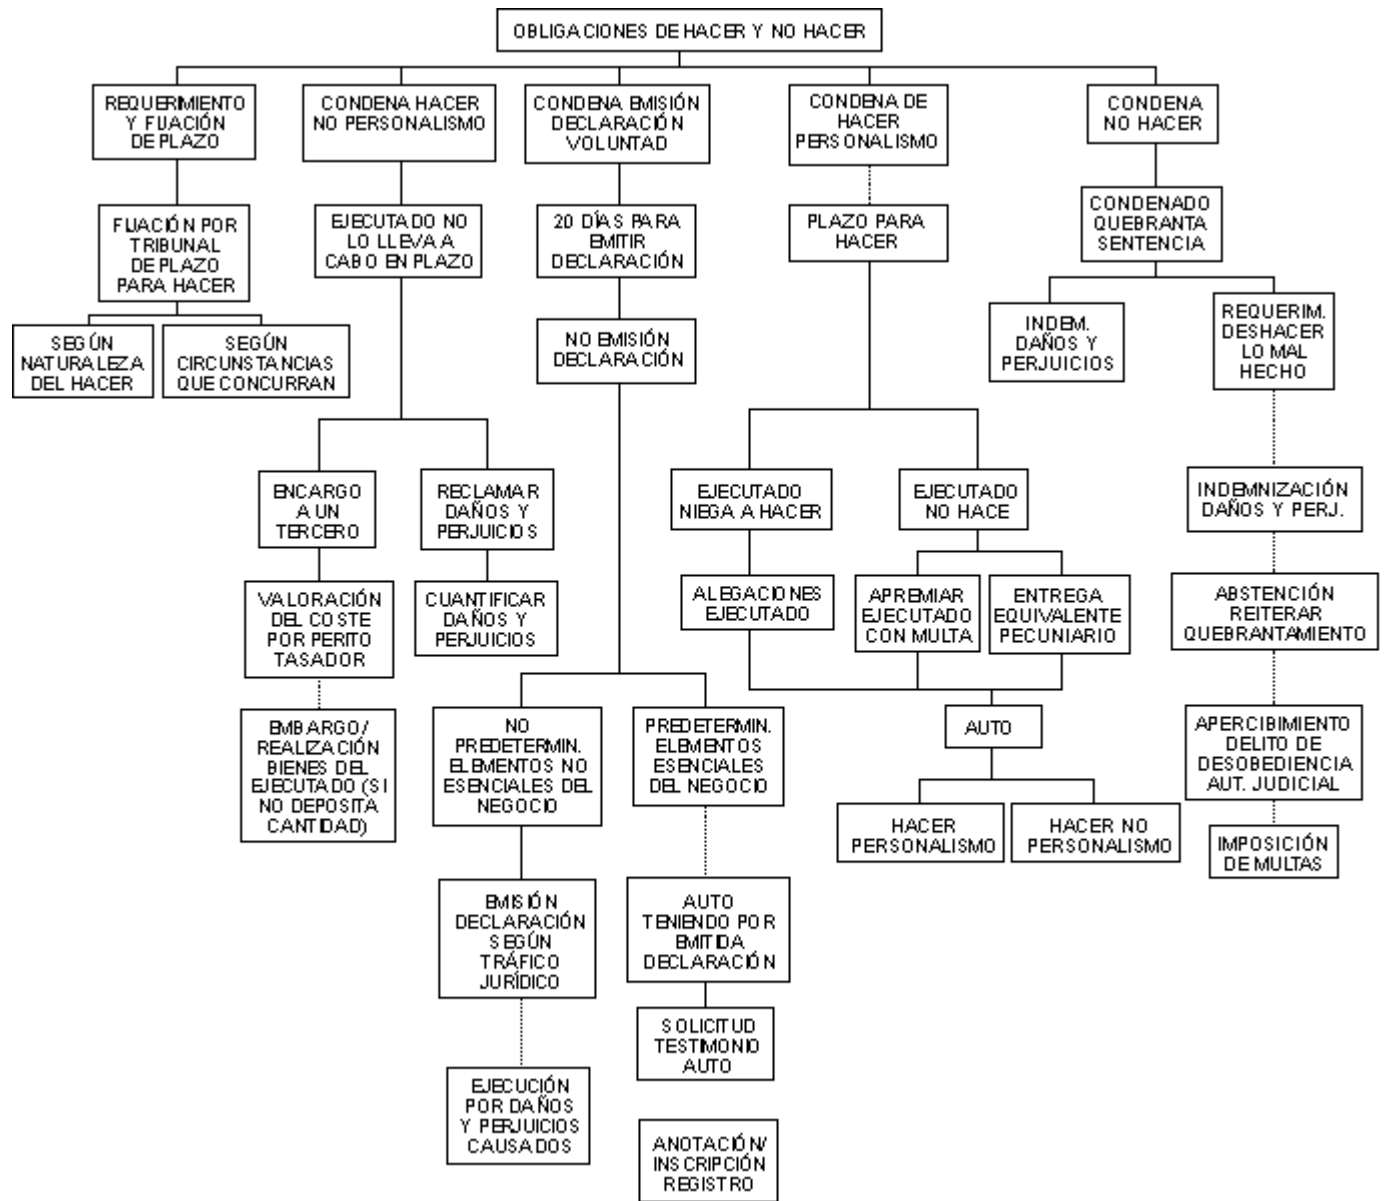 OBLIGACIONES DE HACER Y NO HACER
REQUERIMIENTO
Y FIJACIÓN
DE PLAZO
CONDENA HACER
NO PERSONALISMO
CONDENA EMISIÓN
DECLARACIÓN
VOLUNTAD
CONDENA DE
HACER
PERSONALISMO
CONDENA
NO HACER
FIJACIÓN POR
TRIBUNAL
DE PLAZO
PARA HACER
EJECUTADO NO
LO LLEVA A
CABO EN PLAZO
20 DÍAS PARA
EMITIR
DECLARACIÓN
PLAZO PARA
HACER
CONDENADO
QUEBRANTA
SENTENCIA
SEGÚN
NATURALEZA
DEL HACER
SEGÚN
CIRCUNSTANCIAS
QUE CONCURRAN
NO EMISIÓN
DECLARACIÓN
INDEM.
DAÑOS Y
PERJUICIOS
REQUERIM.
DESHACER
LO MAL
HECHO
ENCARGO
A UN
TERCERO
RECLAMAR
DAÑOS Y
PERJUICIOS
EJECUTADO
NIEGA A HACER
EJECUTADO
NO HACE
INDEMNIZACIÓN
DAÑOS Y PERJ.
VALORACIÓN
DEL COSTE
POR PERITO
TASADOR
CUANTIFICAR
DAÑOS Y
PERJUICIOS
ALEGACIONES
EJECUTADO
APREMIAR
EJECUTADO
CON MULTA
ENTREGA
EQUIVALENTE
PECUNIARIO
ABSTENCIÓN
REITERAR
QUEBRANTAMIENTO
EMBARGO/
REALIZACIÓN
BIENES DEL
EJECUTADO (SI
NO DEPOSITA
CANTIDAD)
NO
PREDETERMIN.
ELEMENTOS NO
ESENCIALES DEL
NEGOCIO
PREDETERMIN.
ELEMENTOS
ESENCIALES
DEL NEGOCIO
AUTO
APERCIBIMIENTO
DELITO DE
DESOBEDIENCIA
AUT. JUDICIAL
HACER
PERSONALISMO
HACER NO
PERSONALISMO
IMPOSICIÓN
DE MULTAS
EMISIÓN
DECLARACIÓN
SEGÚN
TRÁFICO
JURÍDICO
AUTO
TENIENDO POR
EMITIDA
DECLARACIÓN
SOLICITUD
TESTIMONIO
AUTO
EJECUCIÓN
POR DAÑOS
Y PERJUICIOS
CAUSADOS
ANOTACIÓN/
INSCRIPCIÓN
REGISTRO